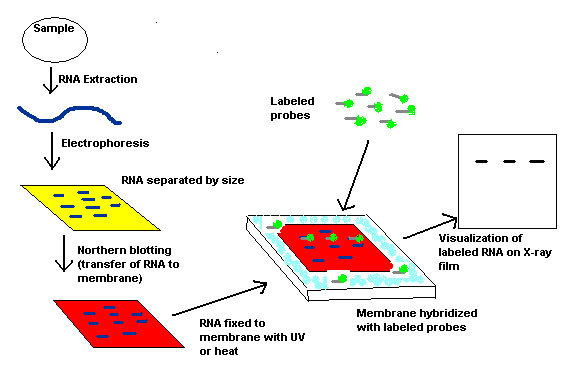 Sample
RNA Extraction
Electrophoresis
RNA separated by size
Northern blotting
(transfer of RNA to
membrane)
RNA fixed to
membrane with UV
or heat
Labeled
probes
Membrane hybridized
with labeled probes
Visualization of
labeled RNA on X-ray
film